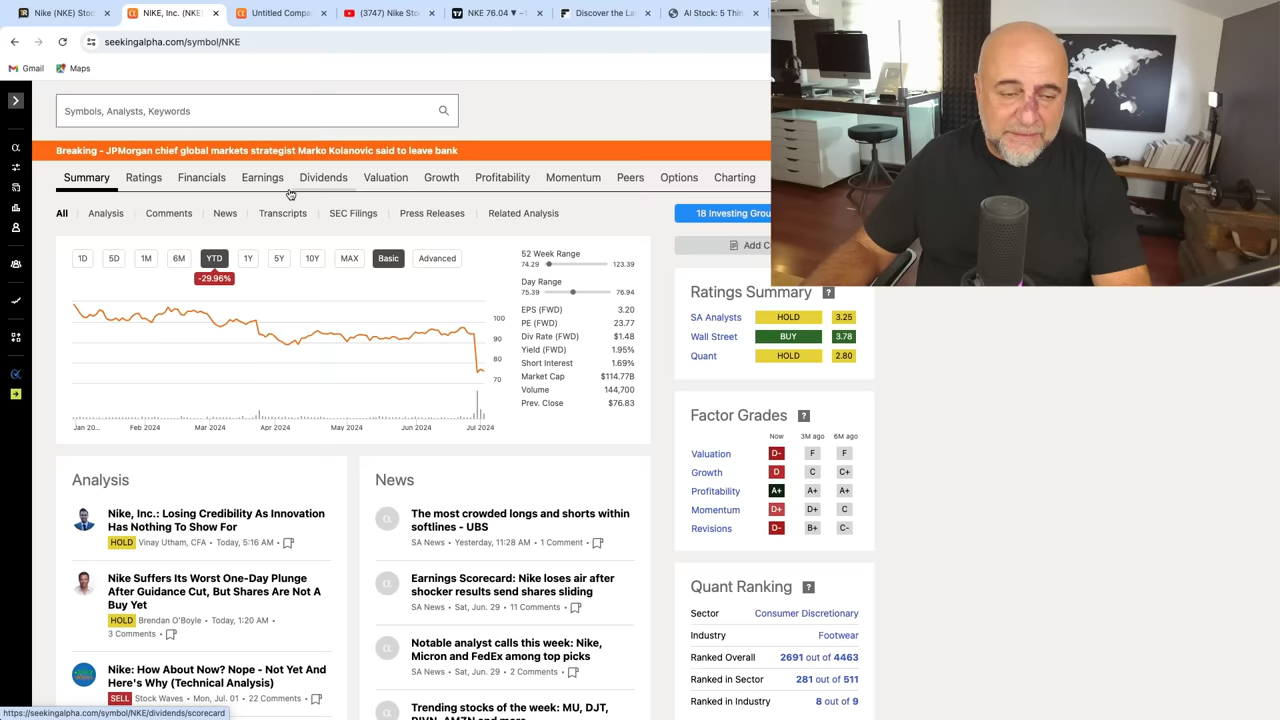 Nike (NKE) Stock
NIKE, Inc. (NKE)
Untitled Compa
(3747) Nike Sto
NKE 76.04 −
Discover the La
AI Stock: 5 Thin
seekingalpha.com/symbol/NKE
Gmail
Maps
Symbols, Analysts, Keywords
Breaking - JPMorgan chief global markets strategist Marko Kolanovic said to leave bank
Summary Ratings Financials Earnings Dividends Valuation Growth Profitability Momentum Peers Options Charting
All Analysis Comments News Transcripts SEC Filings Press Releases Related Analysis
18 Investing Grou
Add C
1D 5D 1M 6M YTD 1Y 5Y 10Y MAX Basic Advanced
-29.96%
100
90
80
70
Jan 20... Feb 2024 Mar 2024 Apr 2024 May 2024 Jun 2024 Jul 2024
52 Week Range
74.29 123.39
Day Range
75.39 76.94
EPS (FWD) 3.20
PE (FWD) 23.77
Div Rate (FWD) $1.48
Yield (FWD) 1.95%
Short Interest 1.69%
Market Cap $114.77B
Volume 144,700
Prev. Close $76.83
Ratings Summary ?
SA Analysts HOLD 3.25
Wall Street BUY 3.78
Quant HOLD 2.80
Factor Grades ?
Now 3M ago 6M ago
Valuation D- F F
Growth D C C+
Profitability A+ A+ A+
Momentum D+ D+ C
Revisions D- B+ C-
Quant Ranking ?
Sector Consumer Discretionary
Industry Footwear
Ranked Overall 2691 out of 4463
Ranked in Sector 281 out of 511
Ranked in Industry 8 out of 9
Analysis
Nike, Inc.: Losing Credibility As Innovation
Has Nothing To Show For
HOLD Vinay Utham, CFA • Today, 5:16 AM •
Nike Suffers Its Worst One-Day Plunge
After Guidance Cut, But Shares Are Not A
Buy Yet
HOLD Brendan O'Boyle • Today, 1:20 AM •
3 Comments •
Nike: How About Now? Nope - Not Yet And
Here's Why (Technical Analysis)
SELL Stock Waves • Mon, Jul. 01 • 22 Comments •
News
The most crowded longs and shorts within
softlines - UBS
SA News • Yesterday, 11:28 AM • 1 Comment •
Earnings Scorecard: Nike loses air after
shocker results send shares sliding
SA News • Sat, Jun. 29 • 11 Comments •
Notable analyst calls this week: Nike,
Micron and FedEx among top picks
SA News • Sat, Jun. 29 • 2 Comments •
Trending stocks of the week: MU, DJT,
RIVN, AMZN and more
https://seekingalpha.com/symbol/NKE/dividends/scorecard